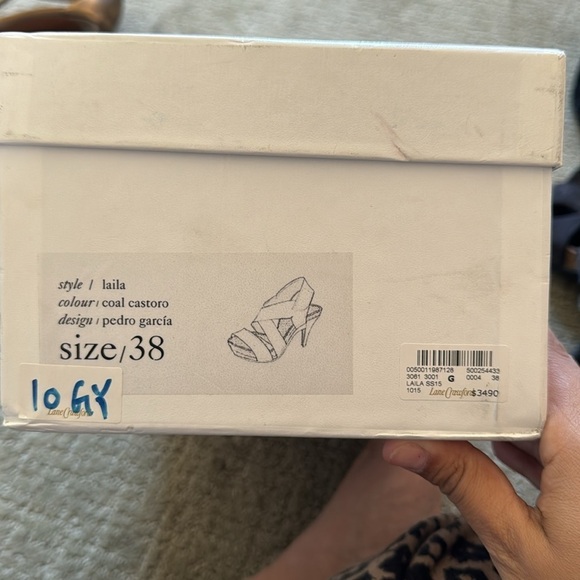 style / laila
colour / coal castoro
design / pedro garcía
size/38
10 GY
Lane Crawford
0050011987128 500254433
3081 3001 G 0004 38
LAILA SS15
1015 Lane Crawford $3490